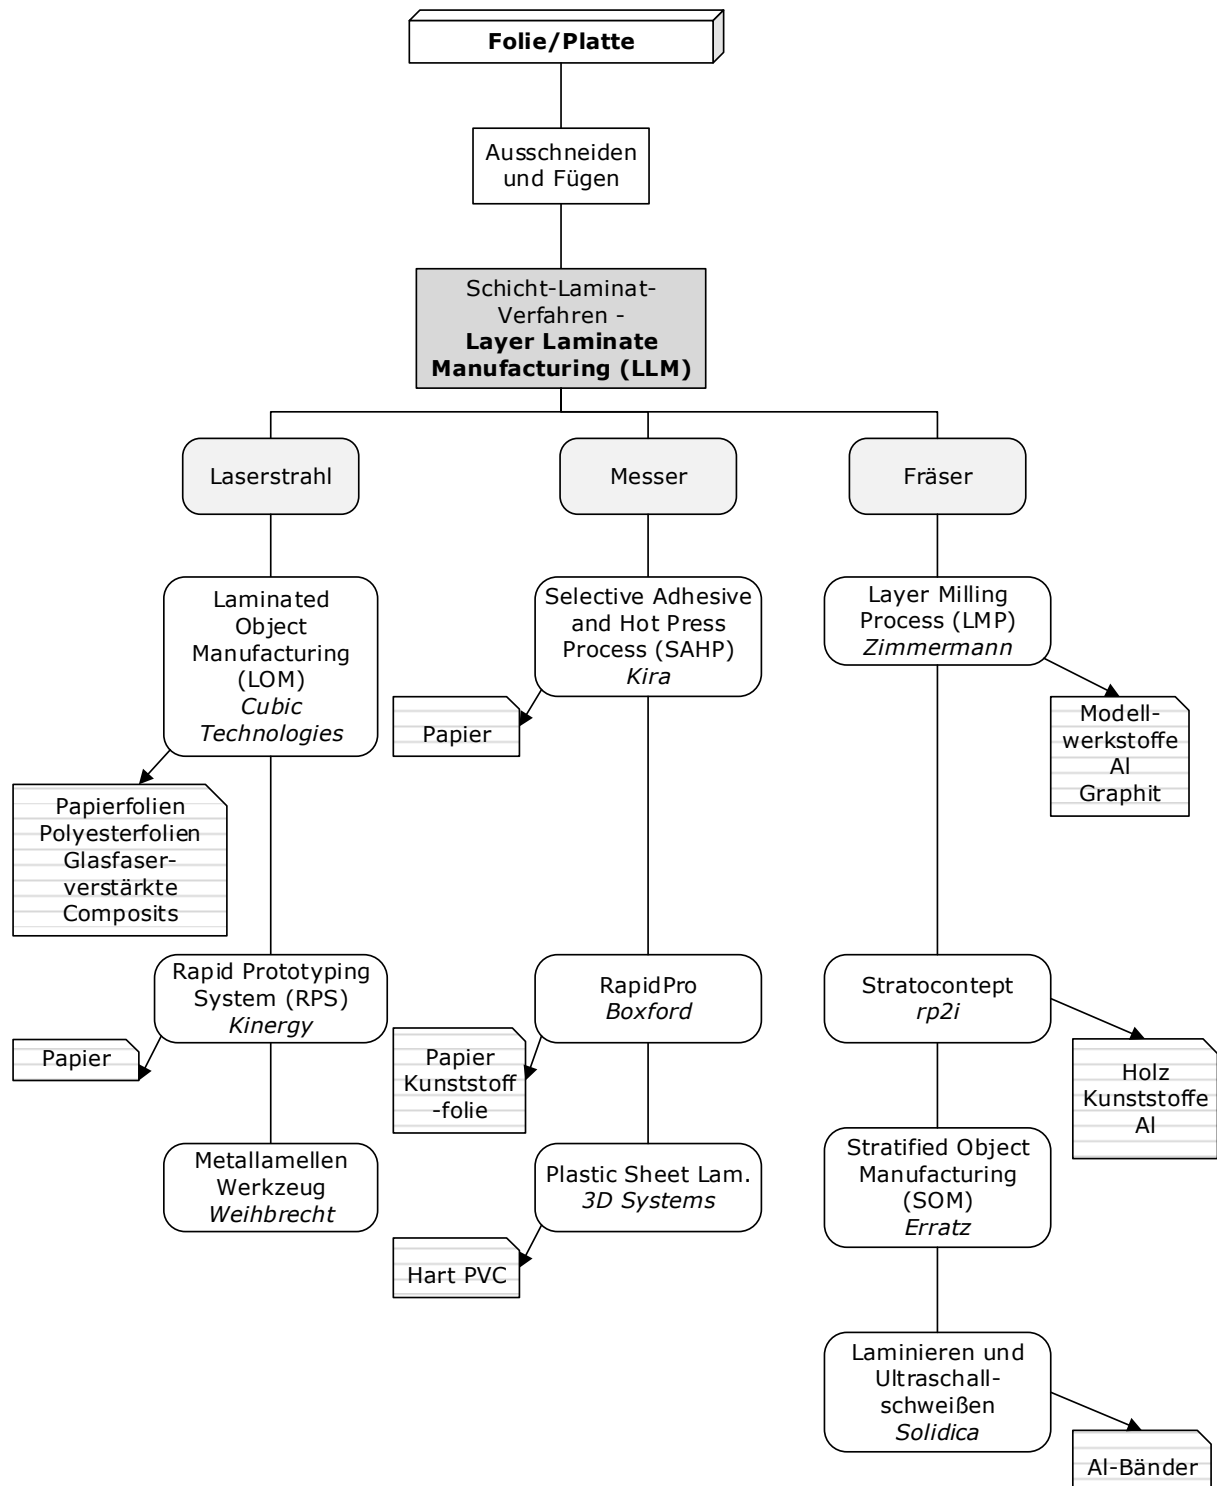 Folie/Platte
Ausschneiden
und Fügen
Schicht-Laminat-
Verfahren -
Layer Laminate
Manufacturing (LLM)
Laserstrahl
Messer
Fräser
Laminated
Object
Manufacturing
(LOM)
Cubic
Technologies
Selective Adhesive
and Hot Press
Process (SAHP)
Kira
Layer Milling
Process (LMP)
Zimmermann
Papier
Modell-
werkstoffe
Al
Graphit
Papierfolien
Polyesterfolien
Glasfaser-
verstärkte
Composits
Rapid Prototyping
System (RPS)
Kinergy
RapidPro
Boxford
Stratocontept
rp2i
Papier
Papier
Kunststoff
-folie
Holz
Kunststoffe
Al
Metallamellen
Werkzeug
Weihbrecht
Plastic Sheet Lam.
3D Systems
Stratified Object
Manufacturing
(SOM)
Erratz
Hart PVC
Laminieren und
Ultraschall-
schweißen
Solidica
Al-Bänder